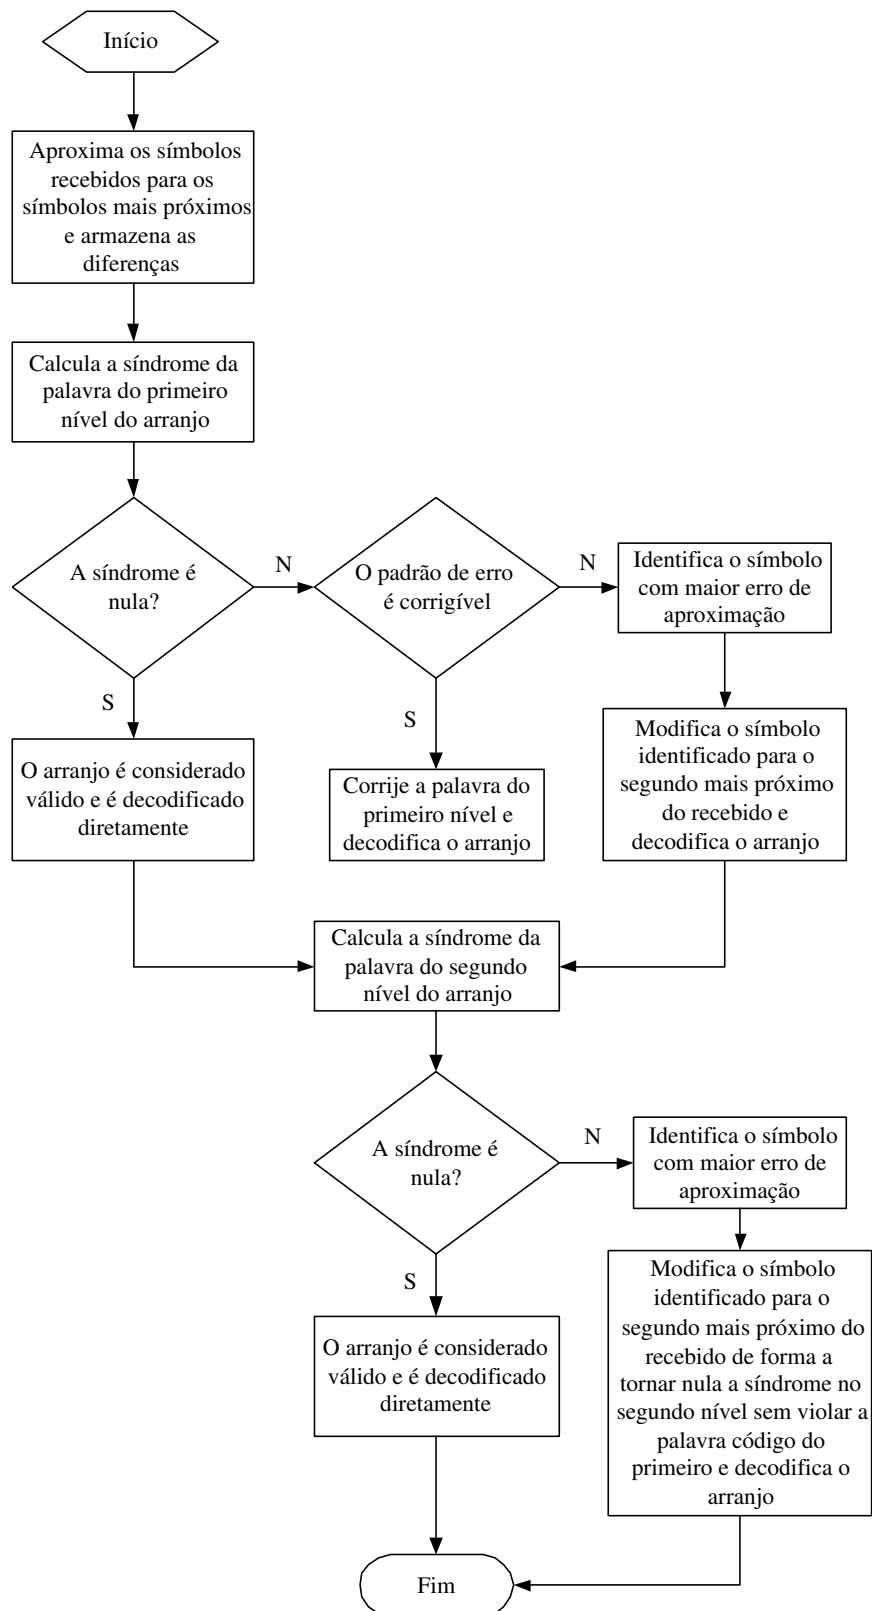 Início
Aproxima os símbolos
recebidos para os
símbolos mais próximos
e armazena as
diferenças
Calcula a síndrome da
palavra do primeiro
nível do arranjo
A síndrome é
nula?
N
O padrão de erro
é corrigível
N
Identifica o símbolo
com maior erro de
aproximação
S
S
O arranjo é considerado
válido e é decodificado
diretamente
Corrije a palavra do
primeiro nível e
decodifica o arranjo
Modifica o símbolo
identificado para o
segundo mais próximo
do recebido e
decodifica o arranjo
Calcula a síndrome da
palavra do segundo
nível do arranjo
A síndrome é
nula?
N
Identifica o símbolo
com maior erro de
aproximação
S
O arranjo é considerado
válido e é decodificado
diretamente
Modifica o símbolo
identificado para o
segundo mais próximo do
recebido de forma a
tornar nula a síndrome no
segundo nível sem violar a
palavra código do
primeiro e decodifica o
arranjo
Fim